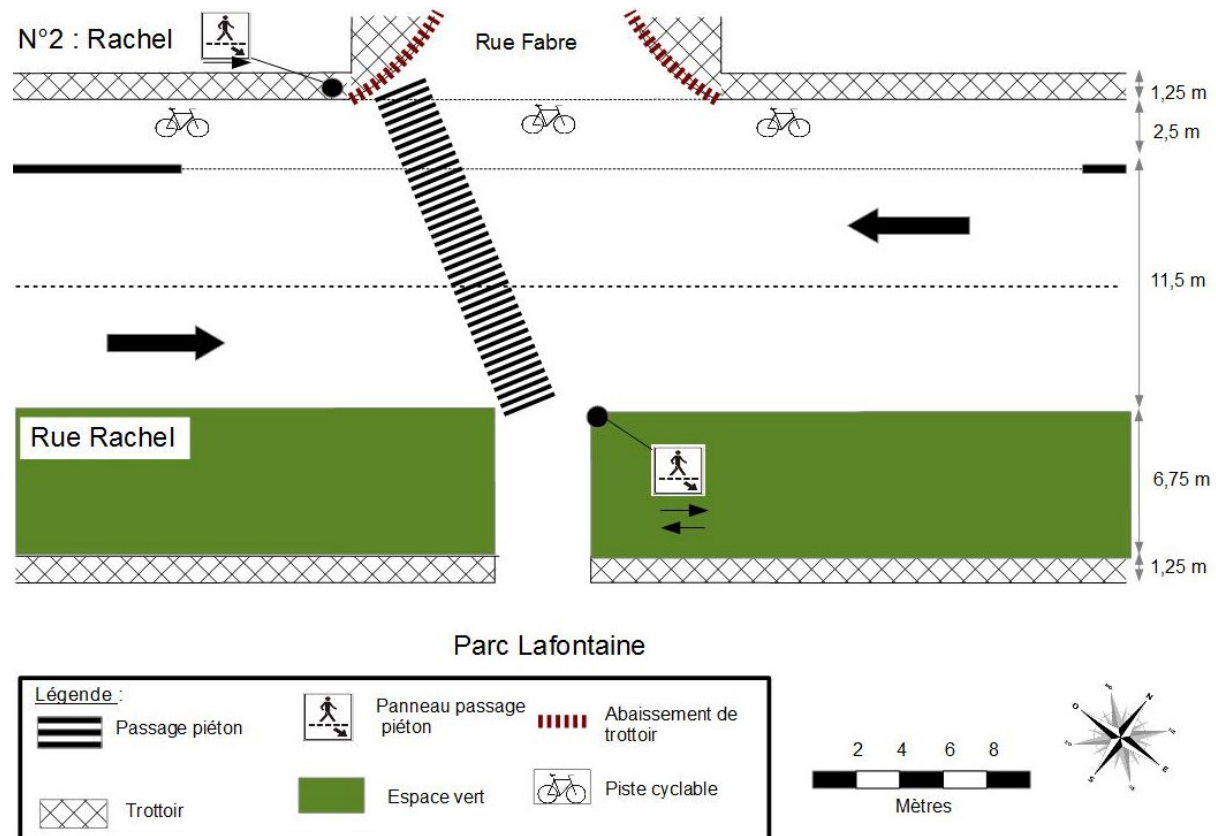 N°2 : Rachel
Rue Fabre
1,25 m
2,5 m
11,5 m
Rue Rachel
6,75 m
1,25 m
Parc Lafontaine
Légende :
Passage piéton
Panneau passage
piéton
Abaissement de
trottoir
Trottoir
Espace vert
Piste cyclable
2 4 6 8
Mètres
N
O
S
E